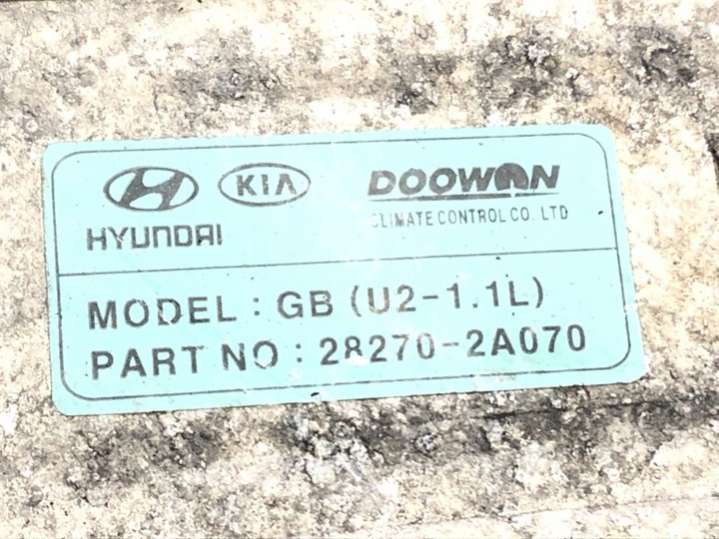 HYUNDAI KIA DOOWON
CLIMATE CONTROL CO. LTD
MODEL : GB (U2-1.1L)
PART NO : 28270-2A070